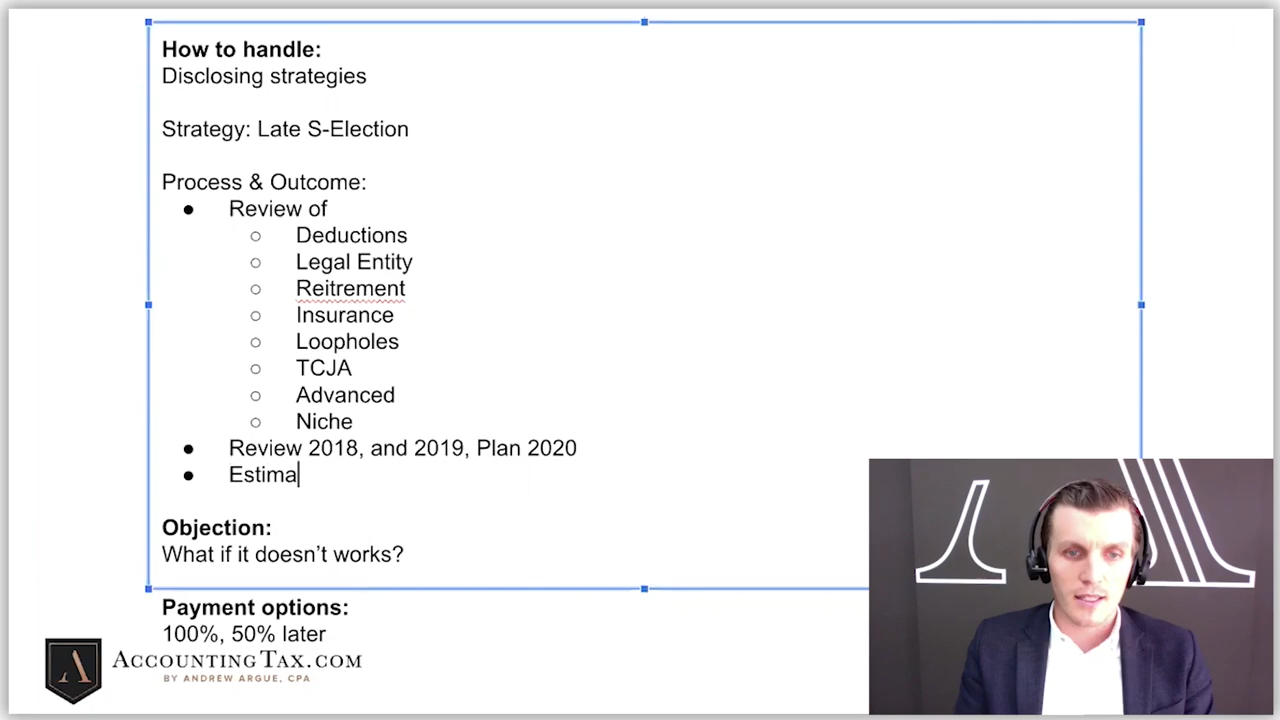 How to handle:
Disclosing strategies
Strategy: Late S-Election
Process & Outcome:
● Review of
○ Deductions
○ Legal Entity
○ Reitrement
○ Insurance
○ Loopholes
○ TCJA
○ Advanced
○ Niche
● Review 2018, and 2019, Plan 2020
● Estima
Objection:
What if it doesn’t works?
Payment options:
100%, 50% later
A
ACCOUNTINGTAX.COM
BY ANDREW ARGUE, CPA